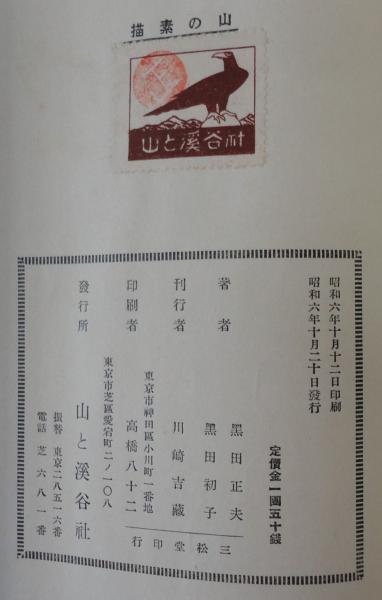 山の素描
山と溪谷社
昭和六年十月十二日印刷
昭和六年十月二十日發行
定價金一圓五十錢
著者
黑田正夫
黑田初子
刊行者
川崎吉藏
東京市神田區小川町一番地
印刷者
高橋八十二
三松堂印行
東京市芝區愛宕町二ノ一〇八
發行所
山と溪谷社
振替 東京二八五一六番
電話 芝六八一番